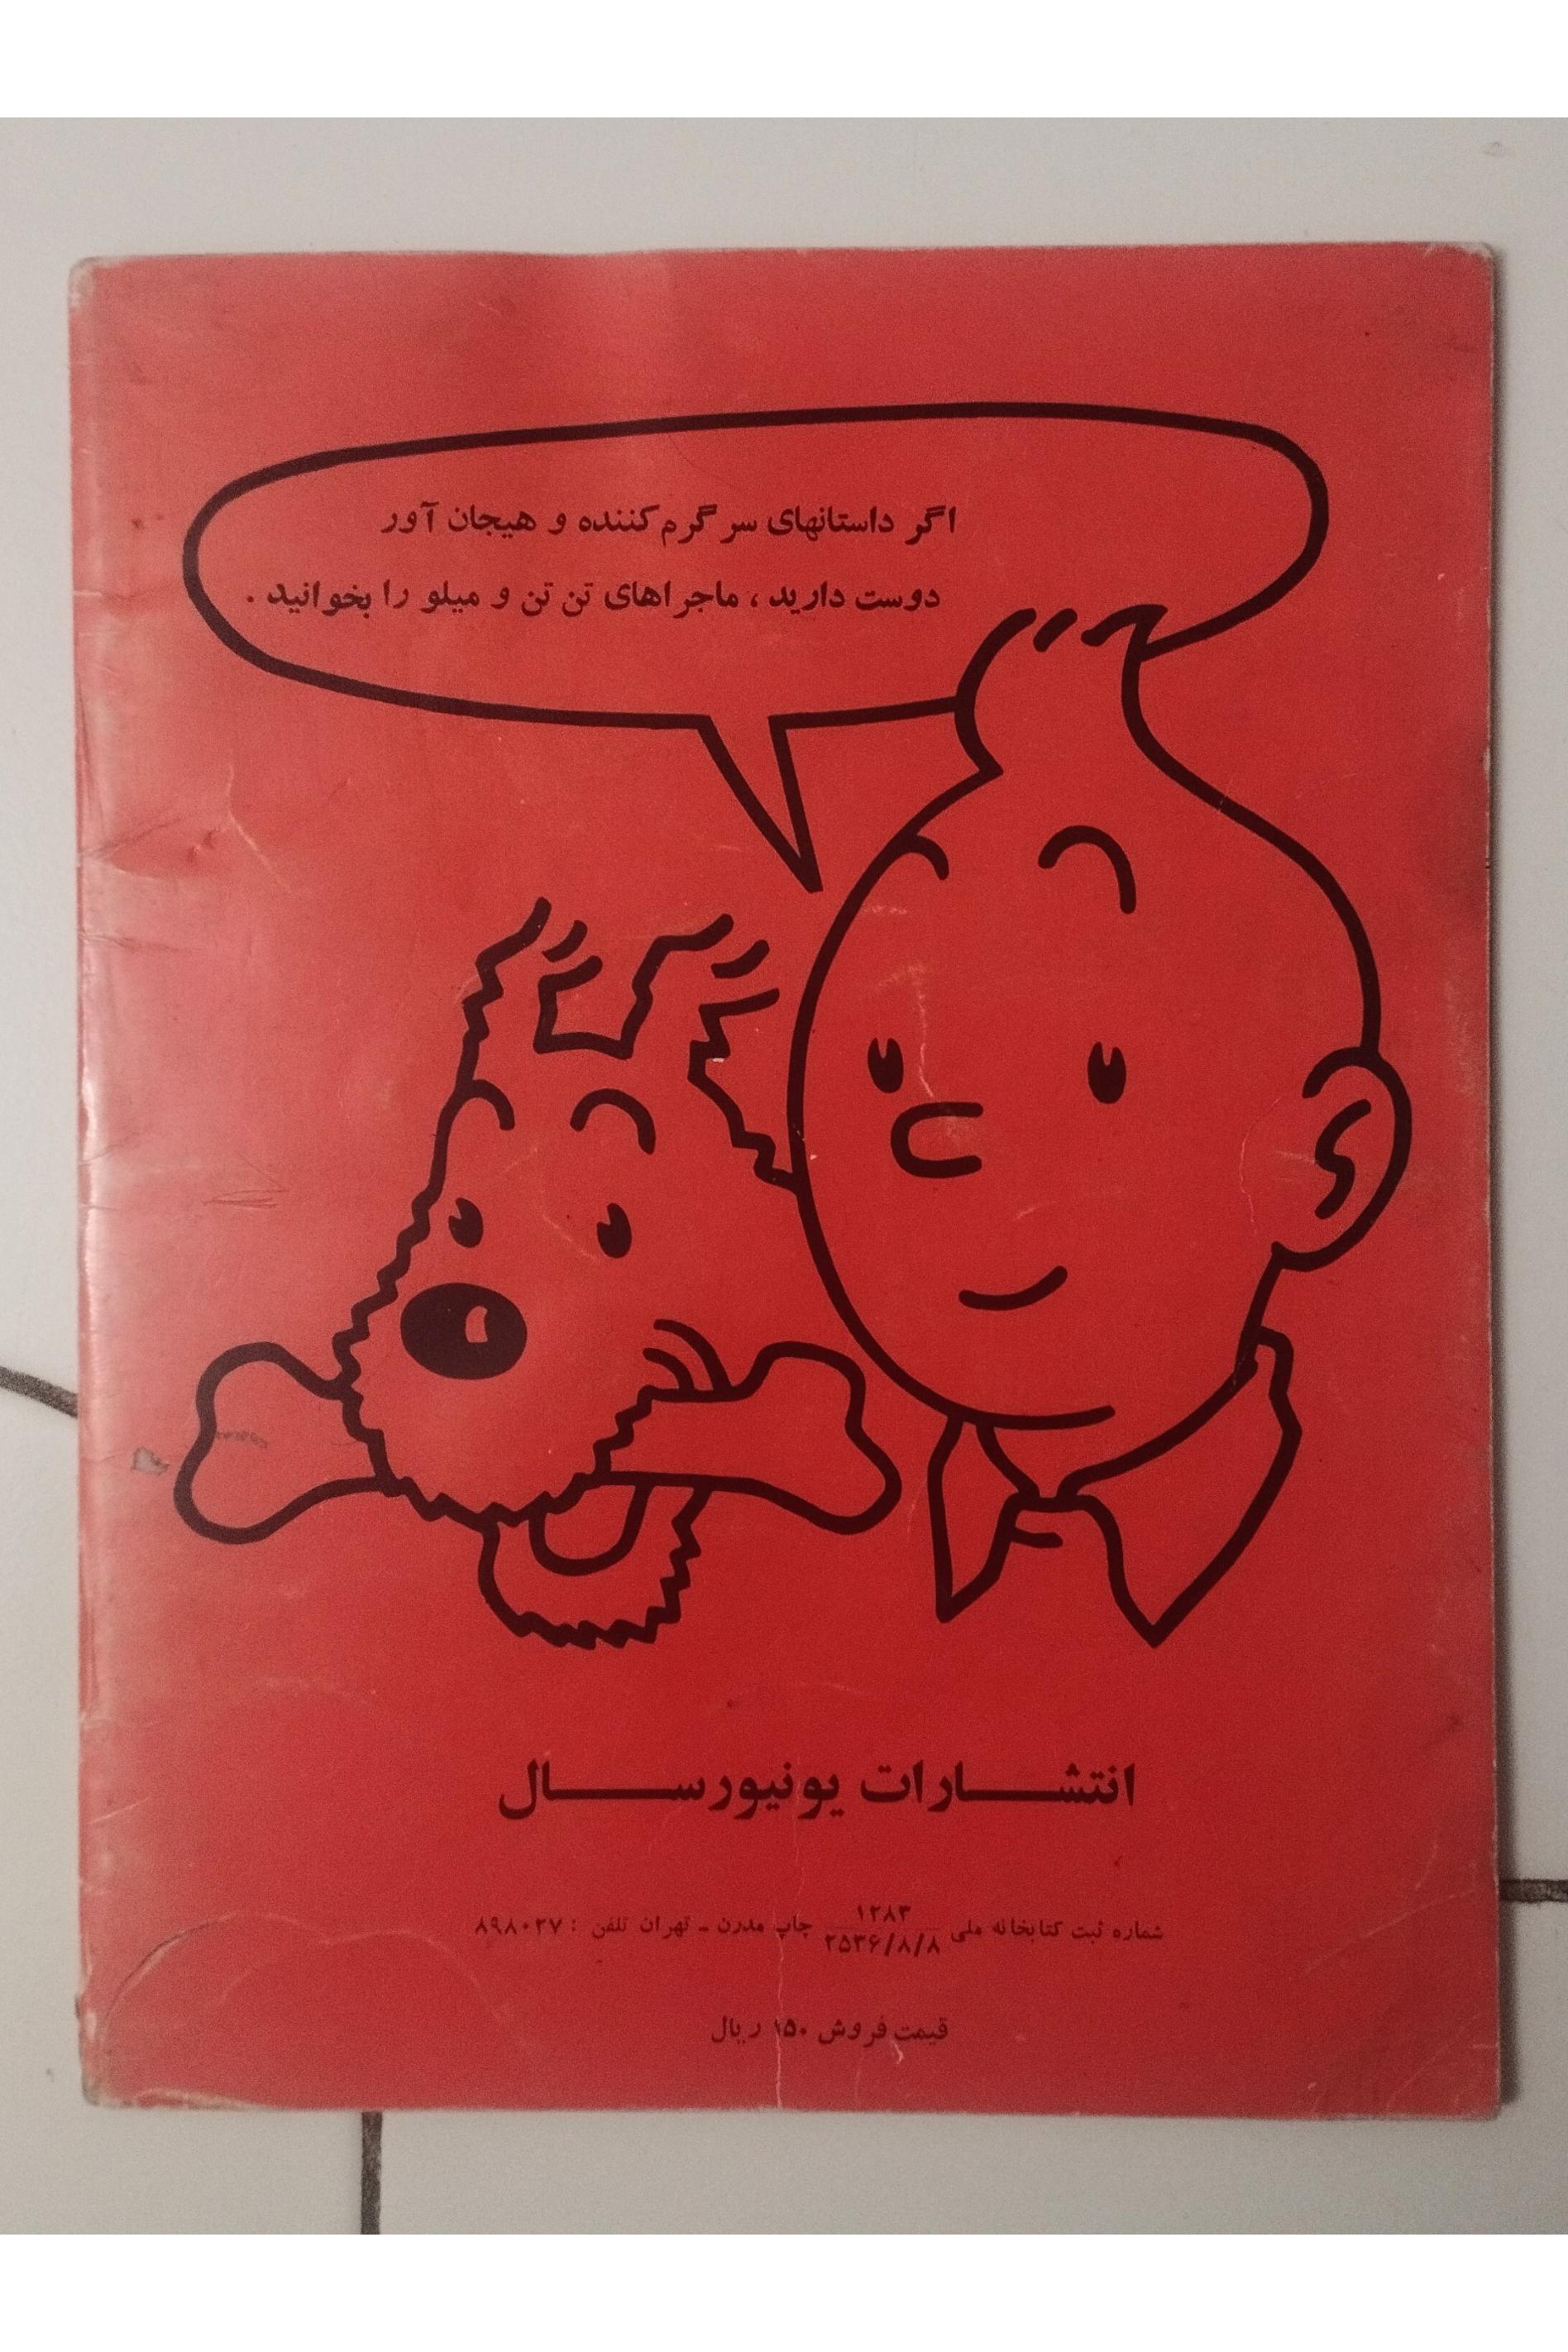 اگر داستانهای سرگرم‌کننده و هیجان آور
دوست دارید، ماجراهای تن تن و میلو را بخوانید.
انتشارات یونیورسال
شماره ثبت کتابخانه ملی ۱۲۸۳ / ۲۵۳۶/۸/۸ چاپ مدرن - تهران تلفن : ۸۹۸۰۲۷
قیمت فروش ۱۵۰ ریال